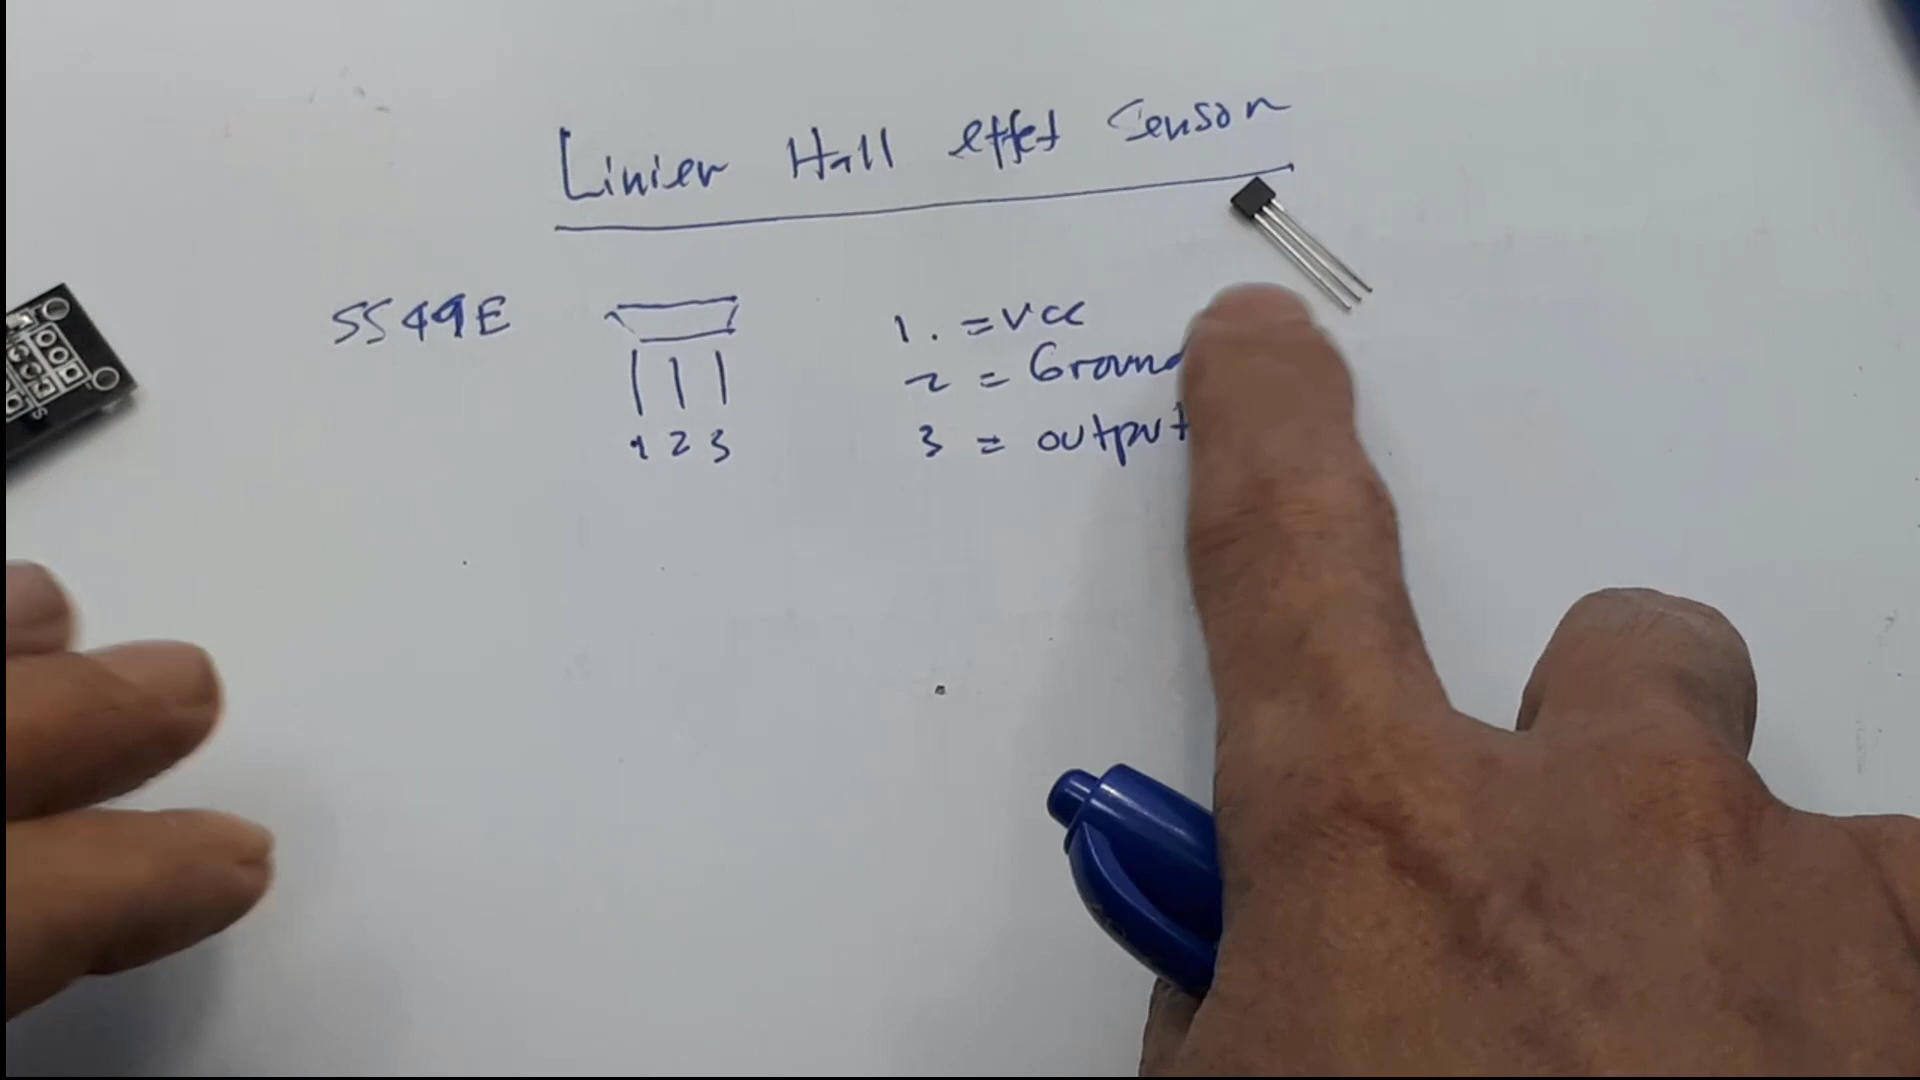 Linier Hall effet Sensor
SS49E
1. = Vcc
2 = Ground
3 = output
1 2 3
S